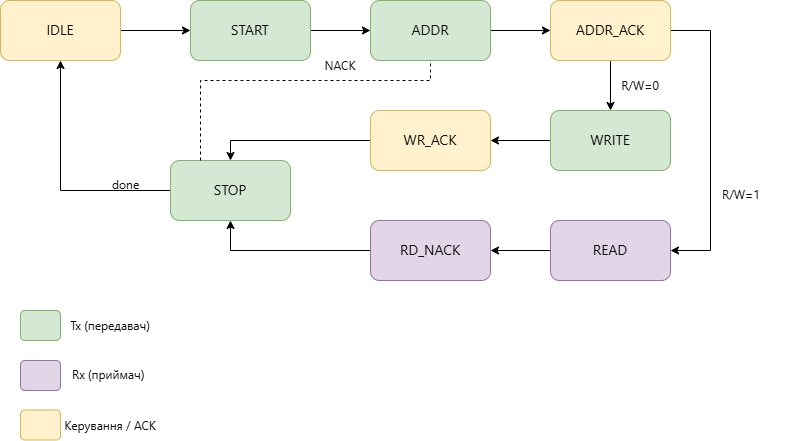 IDLE
START
ADDR
ADDR_ACK
NACK
R/W=0
WR_ACK
WRITE
done
STOP
R/W=1
RD_NACK
READ
Tx (передавач)
Rx (приймач)
Керування / ACK